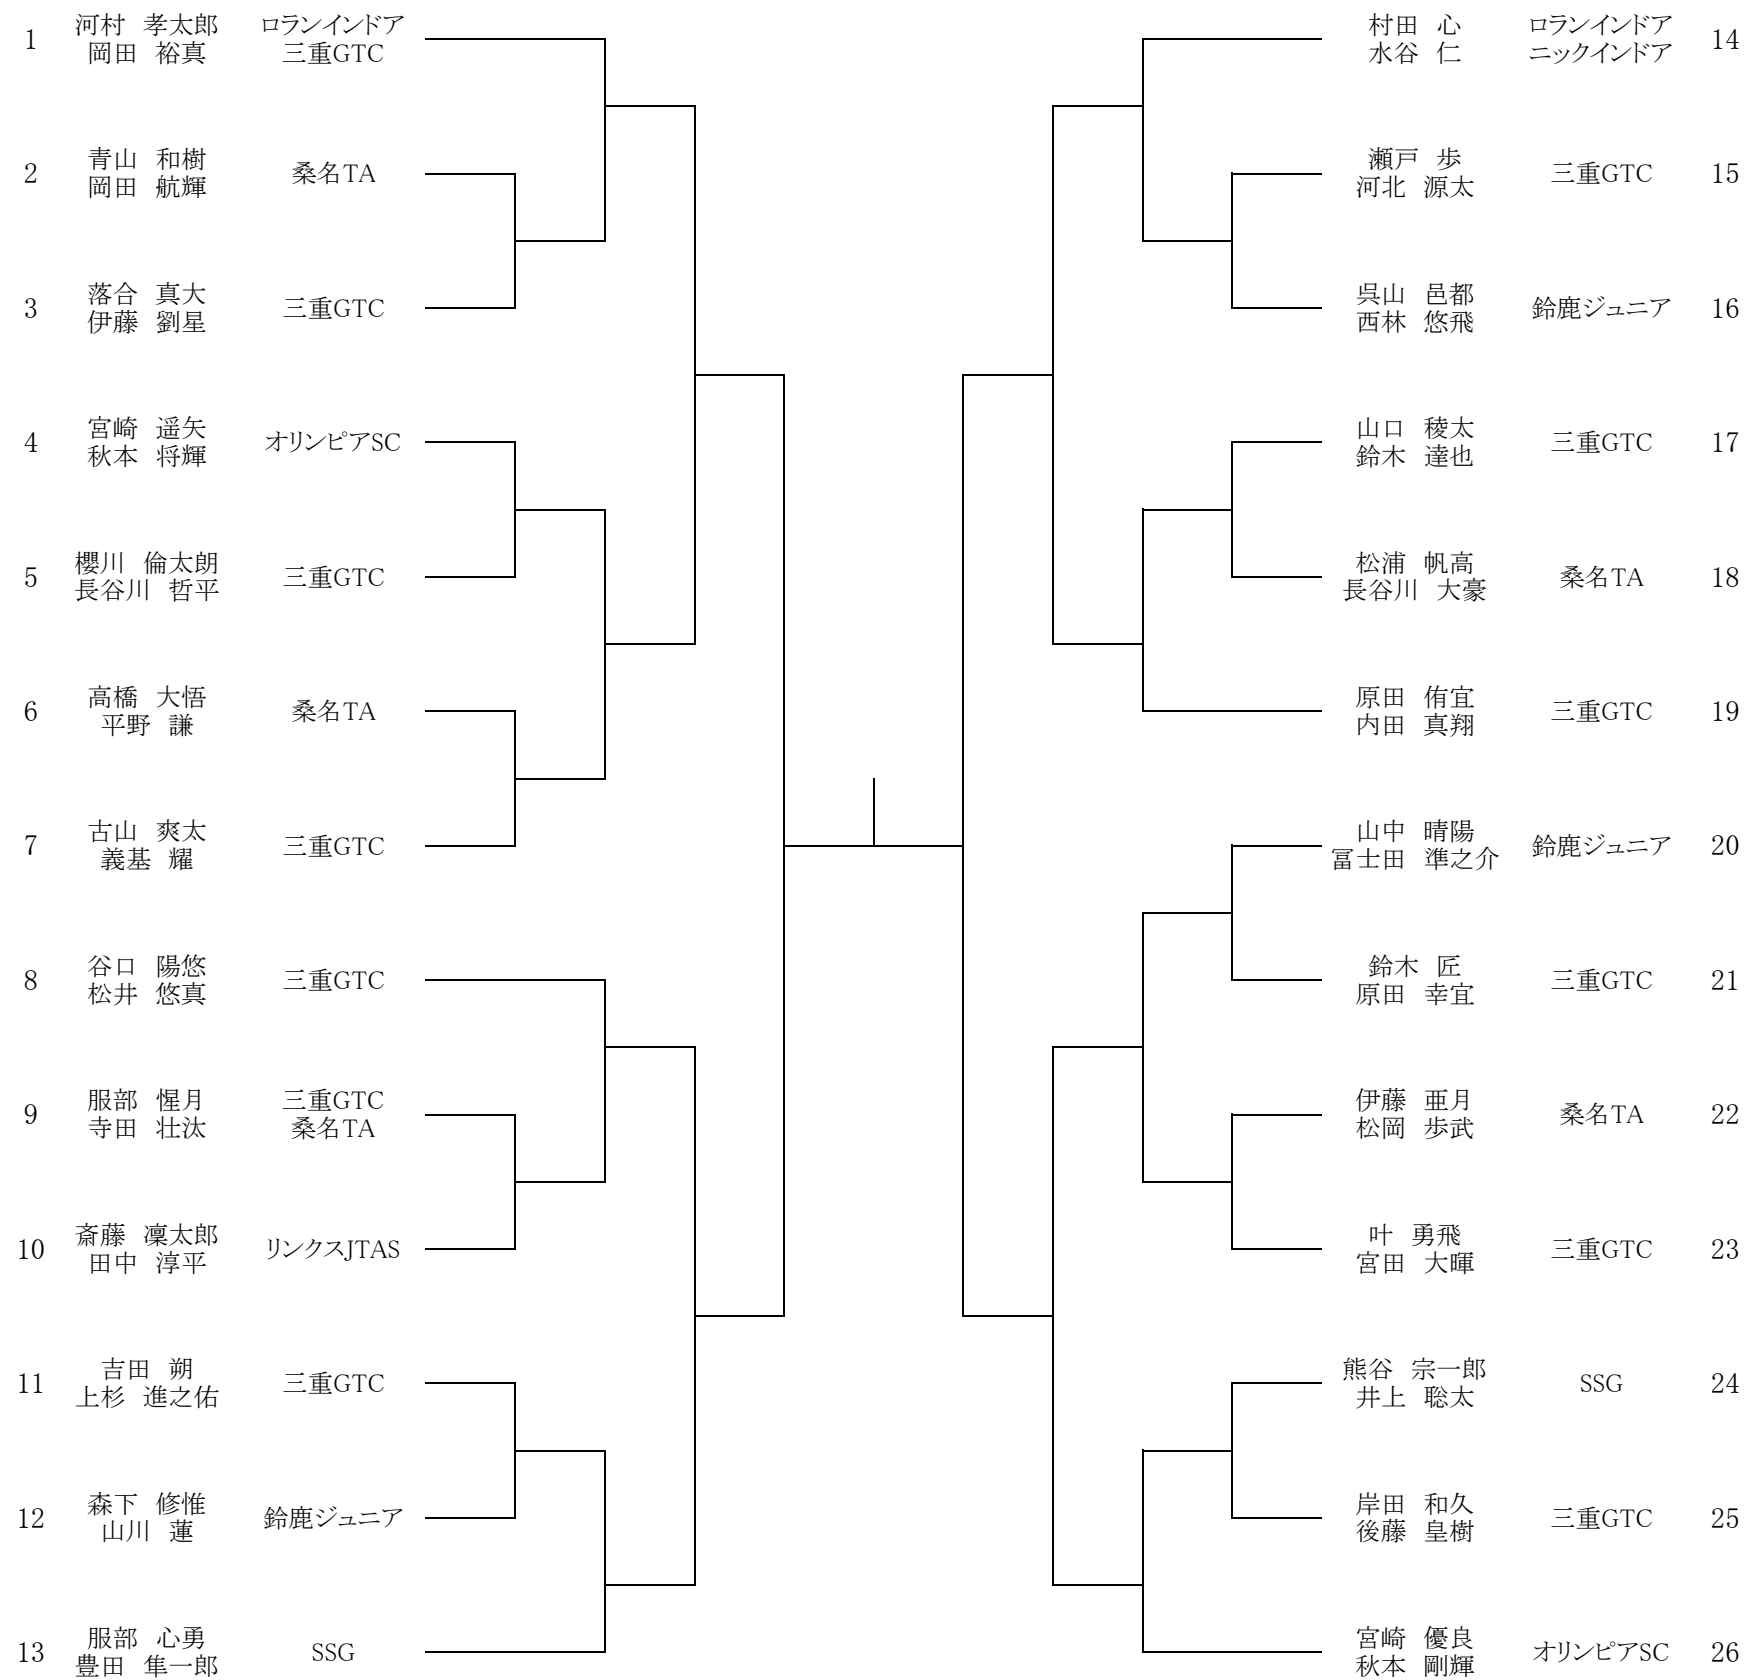 1 河村 孝太郎 ロランインドア
岡田 裕真 三重GTC
2 青山 和樹 桑名TA
岡田 航輝
3 落合 真大 三重GTC
伊藤 劉星
4 宮崎 遥矢 オリンピアSC
秋本 将輝
5 櫻川 倫太朗 三重GTC
長谷川 哲平
6 高橋 大悟 桑名TA
平野 謙
7 古山 爽太 三重GTC
義基 耀
8 谷口 陽悠 三重GTC
松井 悠真
9 服部 惺月 三重GTC
寺田 壮汰 桑名TA
10 斎藤 凜太郎 リンクスJTAS
田中 淳平
11 吉田 朔 三重GTC
上杉 進之佑
12 森下 修惟 鈴鹿ジュニア
山川 蓮
13 服部 心勇 SSG
豊田 隼一郎
村田 心 ロランインドア 14
水谷 仁 ニックインドア
瀬戸 歩 三重GTC 15
河北 源太
呉山 邑都 鈴鹿ジュニア 16
西林 悠飛
山口 稜太 三重GTC 17
鈴木 達也
松浦 帆高 桑名TA 18
長谷川 大豪
原田 侑宜 三重GTC 19
内田 真翔
山中 晴陽 鈴鹿ジュニア 20
冨士田 準之介
鈴木 匠 三重GTC 21
原田 幸宜
伊藤 亜月 桑名TA 22
松岡 歩武
叶 勇飛 三重GTC 23
宮田 大暉
熊谷 宗一郎 SSG 24
井上 聡太
岸田 和久 三重GTC 25
後藤 皇樹
宮崎 優良 オリンピアSC 26
秋本 剛輝